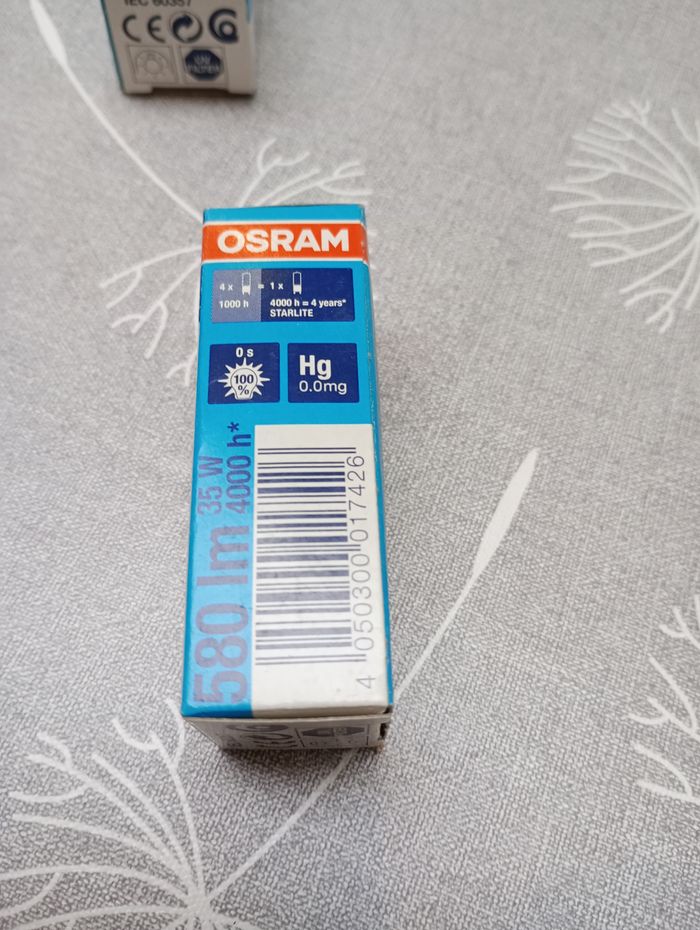 IEC 60357
CE
OSRAM
4 x = 1 x
1000 h 4000 h = 4 years*
STARLITE
0 s
100
%
Hg
0.0mg
580 lm
35 W
4000 h*
4 050300 017426